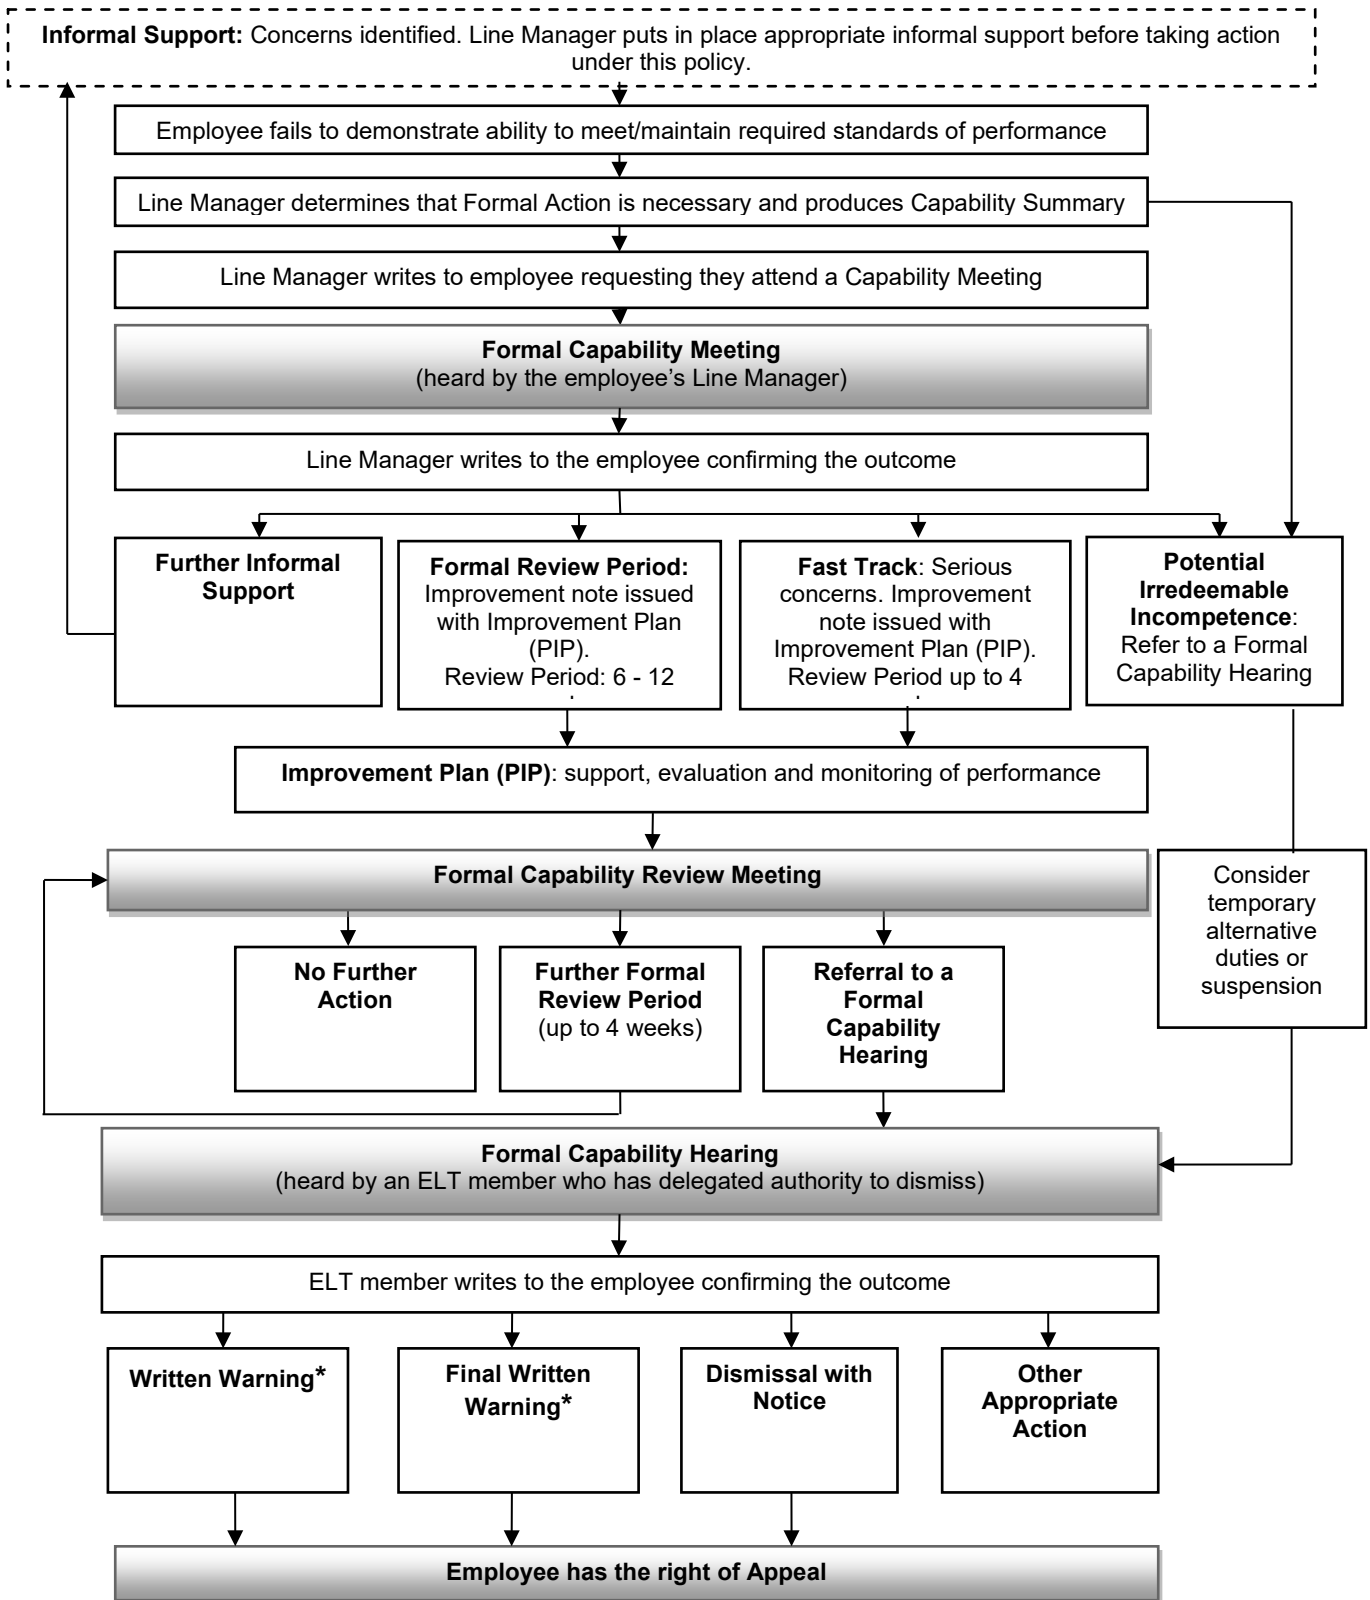 Informal Support: Concerns identified. Line Manager puts in place appropriate informal support before taking action
under this policy.
Employee fails to demonstrate ability to meet/maintain required standards of performance
Line Manager determines that Formal Action is necessary and produces Capability Summary
Line Manager writes to employee requesting they attend a Capability Meeting
Formal Capability Meeting
(heard by the employee’s Line Manager)
Line Manager writes to the employee confirming the outcome
Further Informal
Support
Formal Review Period:
Improvement note issued
with Improvement Plan
(PIP).
Review Period: 6 - 12
Fast Track: Serious
concerns. Improvement
note issued with
Improvement Plan (PIP).
Review Period up to 4
Potential
Irredeemable
Incompetence:
Refer to a Formal
Capability Hearing
Improvement Plan (PIP): support, evaluation and monitoring of performance
Formal Capability Review Meeting
Consider
temporary
alternative
duties or
suspension
No Further
Action
Further Formal
Review Period
(up to 4 weeks)
Referral to a
Formal
Capability
Hearing
Formal Capability Hearing
(heard by an ELT member who has delegated authority to dismiss)
ELT member writes to the employee confirming the outcome
Written Warning*
Final Written
Warning*
Dismissal with
Notice
Other
Appropriate
Action
Employee has the right of Appeal